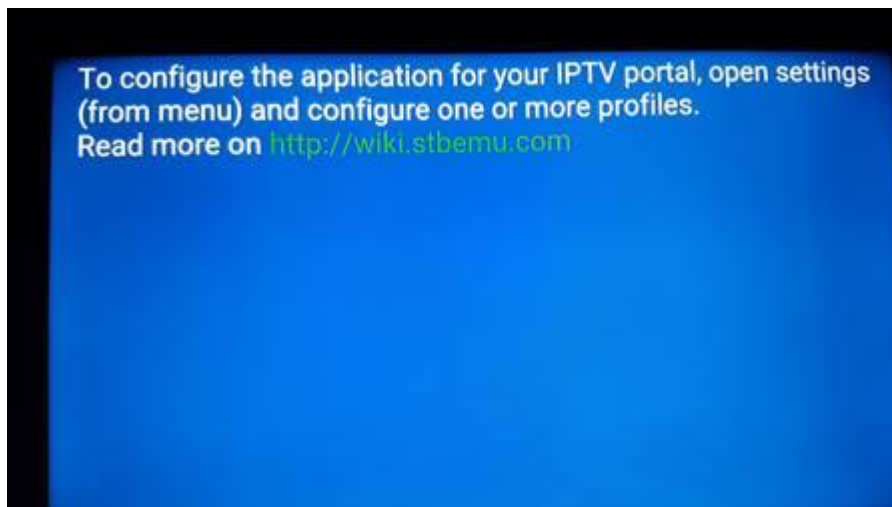 To configure the application for your IPTV portal, open settings
(from menu) and configure one or more profiles.
Read more on http://wiki.stbemu.com